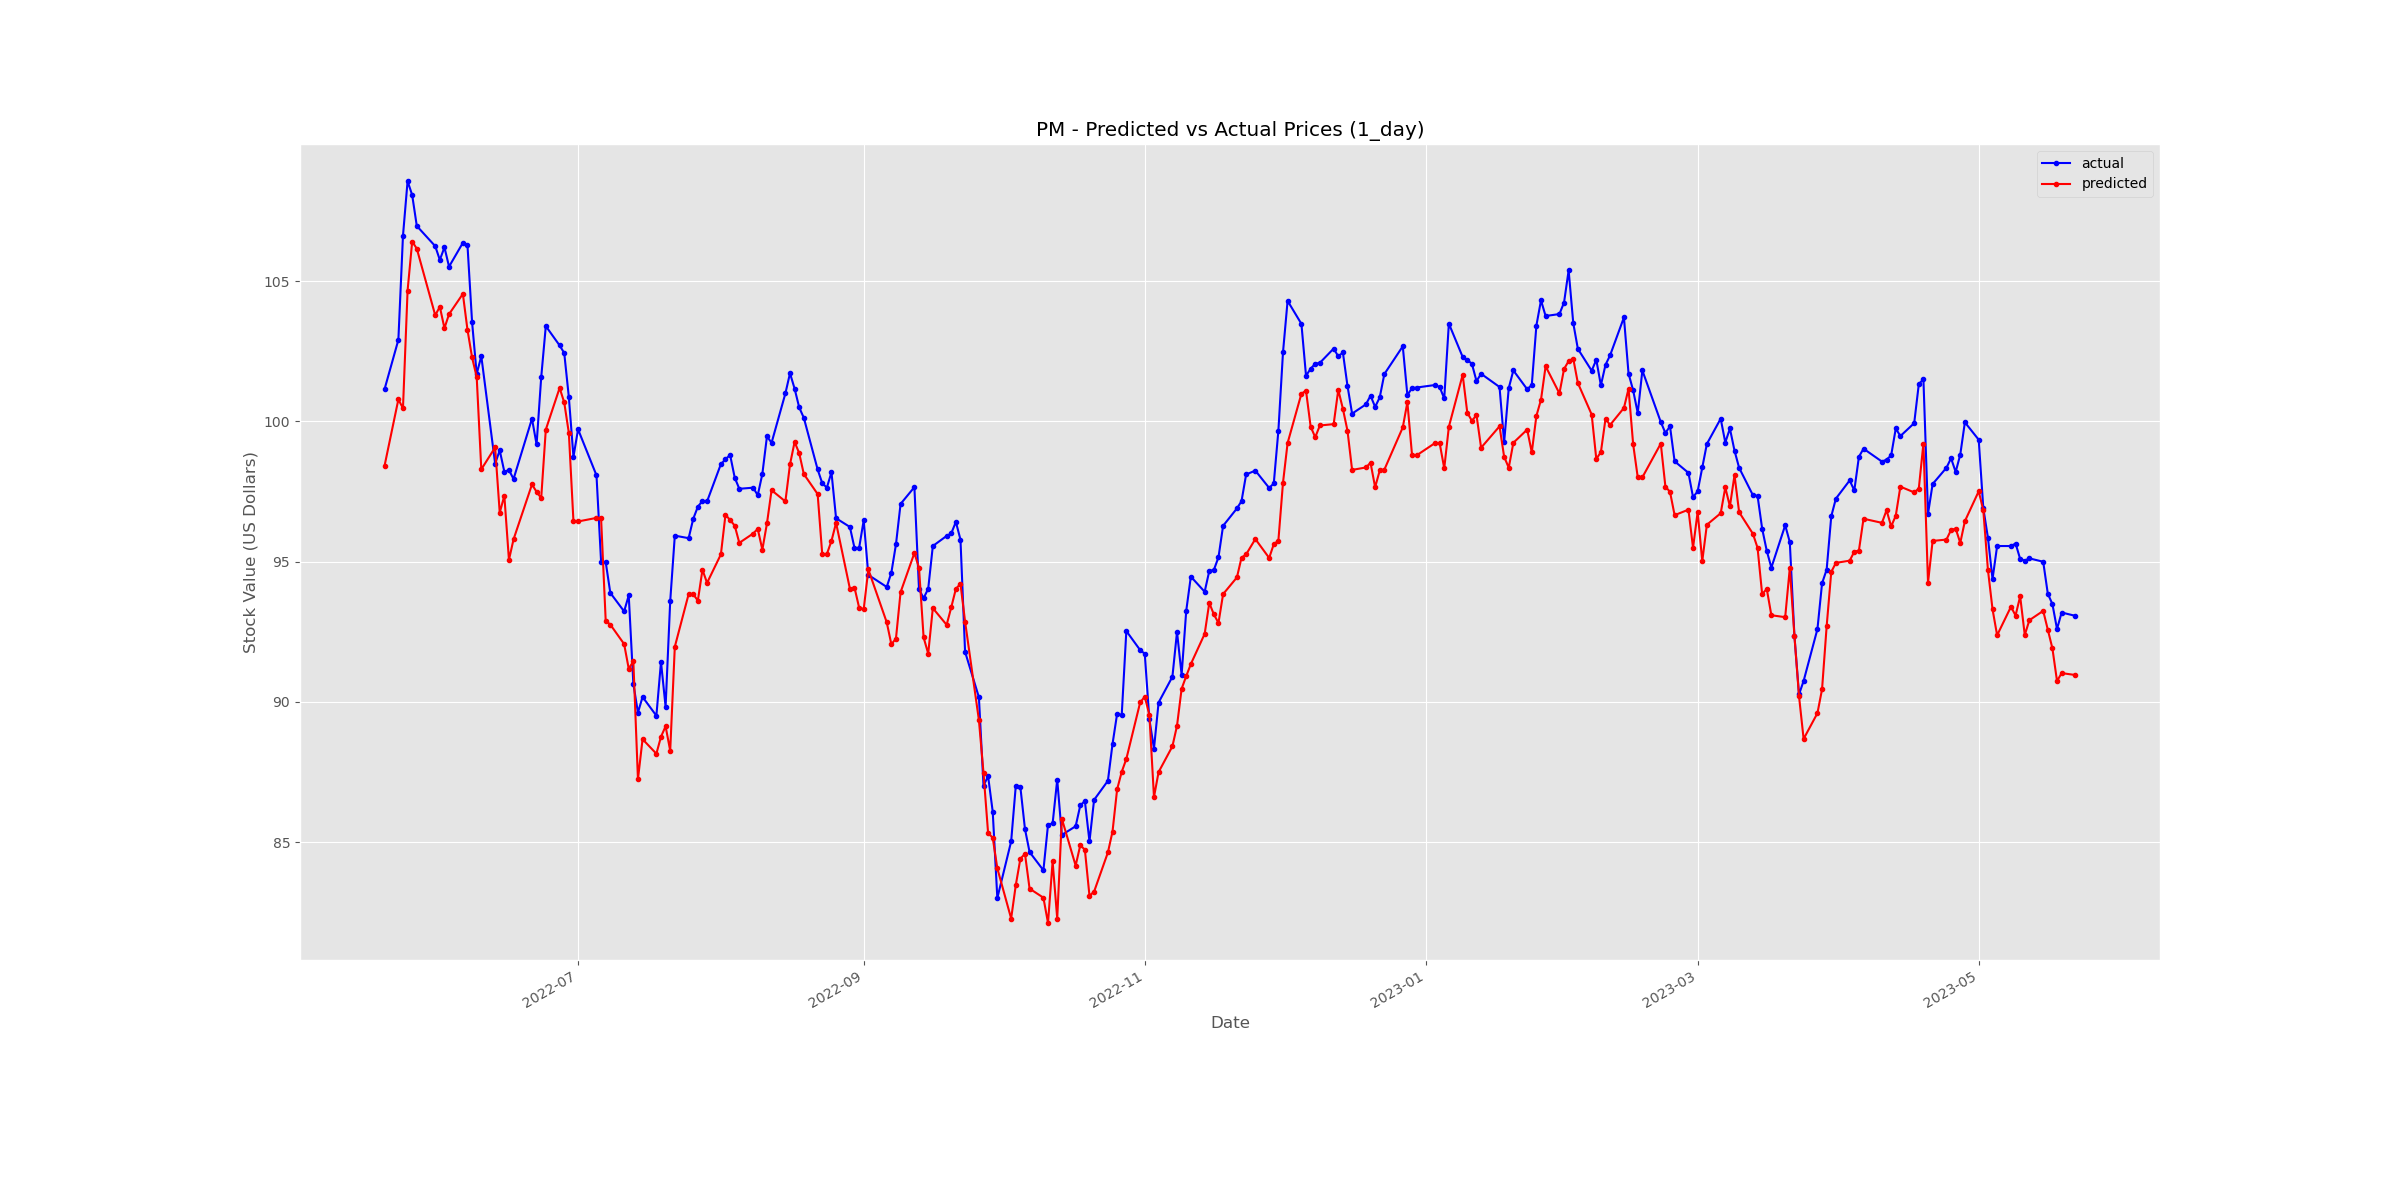 PM - Predicted vs Actual Prices (1_day)
actual
predicted
Stock Value (US Dollars)
105
100
95
90
85
2022-07
2022-09
2022-11
2023-01
2023-03
2023-05
Date